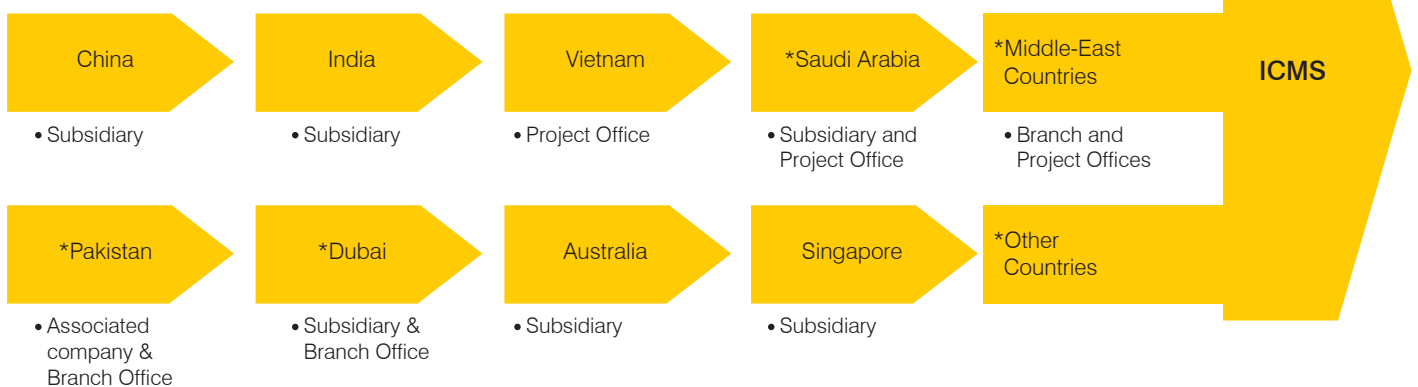 China
India
Vietnam
*Saudi Arabia
*Middle-East
Countries
ICMS
• Subsidiary
• Subsidiary
• Project Office
• Subsidiary and
Project Office
• Branch and
Project Offices
*Pakistan
*Dubai
Australia
Singapore
*Other
Countries
• Associated
company &
Branch Office
• Subsidiary &
Branch Office
• Subsidiary
• Subsidiary